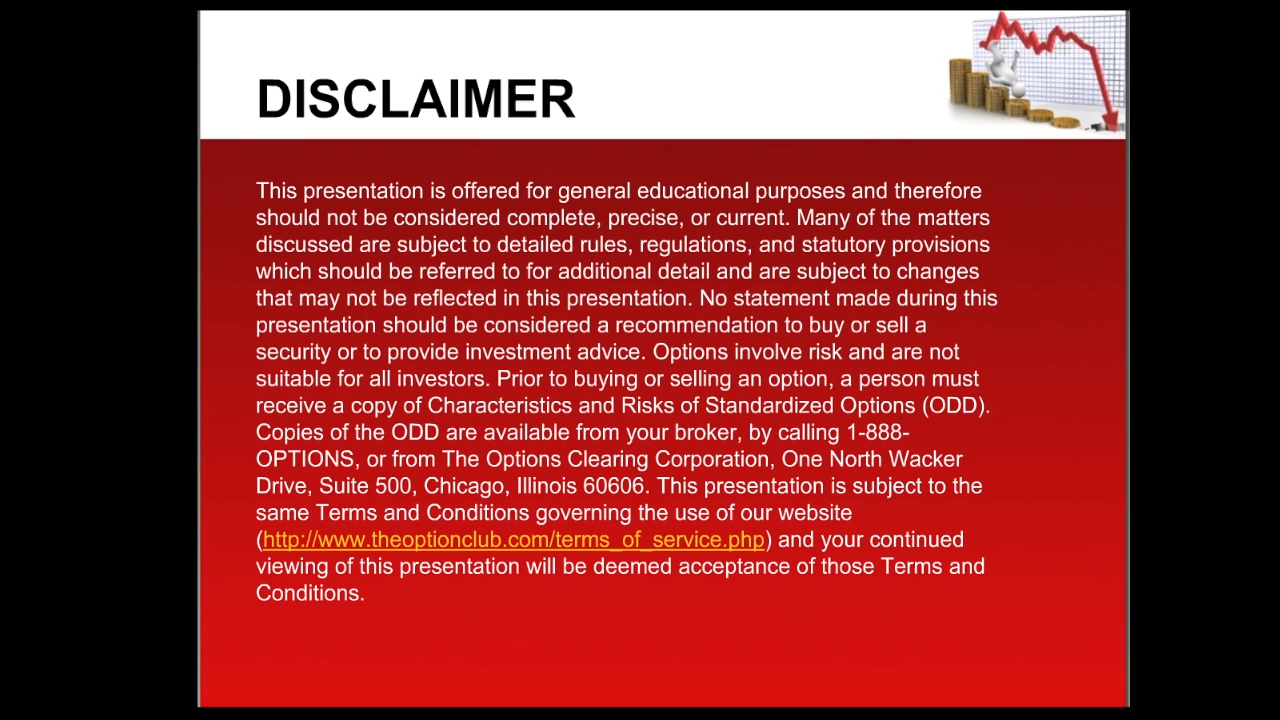 DISCLAIMER
This presentation is offered for general educational purposes and therefore
should not be considered complete, precise, or current. Many of the matters
discussed are subject to detailed rules, regulations, and statutory provisions
which should be referred to for additional detail and are subject to changes
that may not be reflected in this presentation. No statement made during this
presentation should be considered a recommendation to buy or sell a
security or to provide investment advice. Options involve risk and are not
suitable for all investors. Prior to buying or selling an option, a person must
receive a copy of Characteristics and Risks of Standardized Options (ODD).
Copies of the ODD are available from your broker, by calling 1-888-
OPTIONS, or from The Options Clearing Corporation, One North Wacker
Drive, Suite 500, Chicago, Illinois 60606. This presentation is subject to the
same Terms and Conditions governing the use of our website
(http://www.theoptionclub.com/terms_of_service.php) and your continued
viewing of this presentation will be deemed acceptance of those Terms and
Conditions.